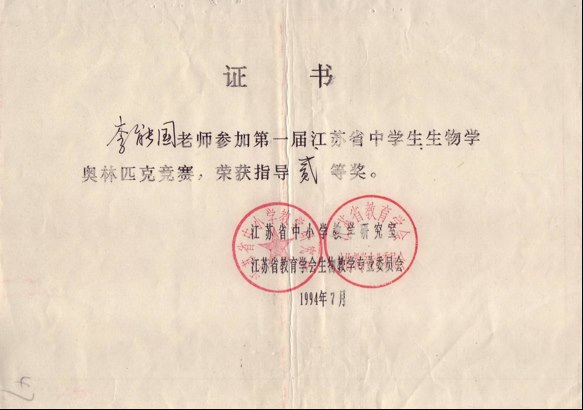 证 书
李能国老师参加第一届江苏省中学生生物学
奥林匹克竞赛，荣获指导贰等奖。
江苏省中小学教学研究室
江苏省教育学会生物教学专业委员会
1994年7月